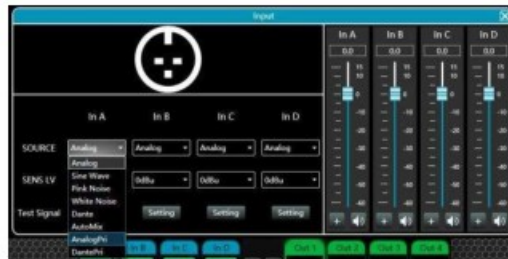 Input
In A In B In C In D
0.0 0.0 0.0 0.0
In A In B In C In D
SOURCE Analog Analog Analog Analog
Analog
Sine Wave
SENS LV 0dBu 0dBu 0dBu
Pink Noise
White Noise
Test Signal Dante Setting Setting Setting
AutoMix
AnalogPri
DantePri
In B In C In D Out 1 Out 2 Out 3 Out 4